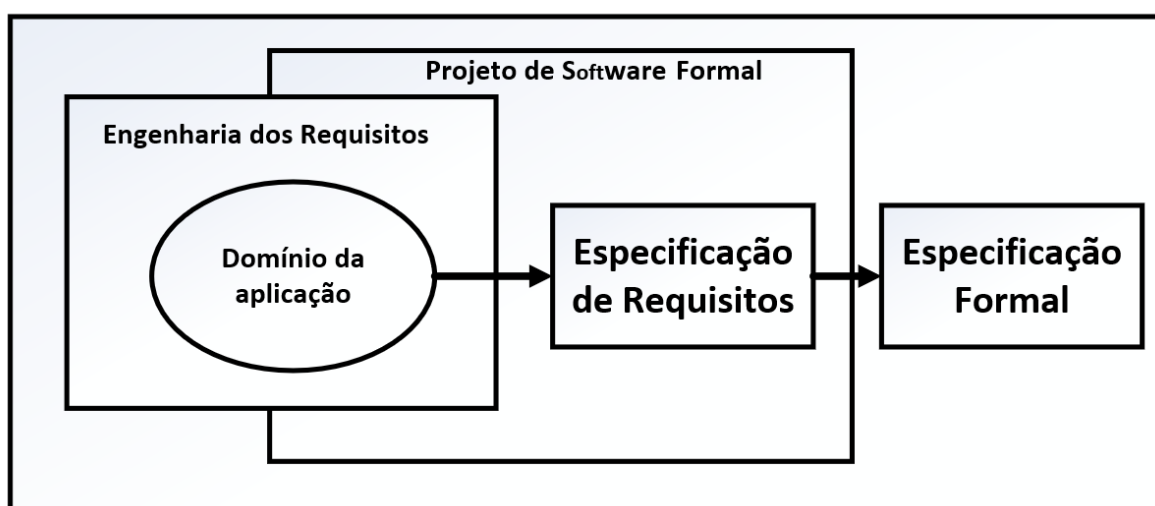 Projeto de Software Formal
Engenharia dos Requisitos
Domínio da
aplicação
Especificação
de Requisitos
Especificação
Formal